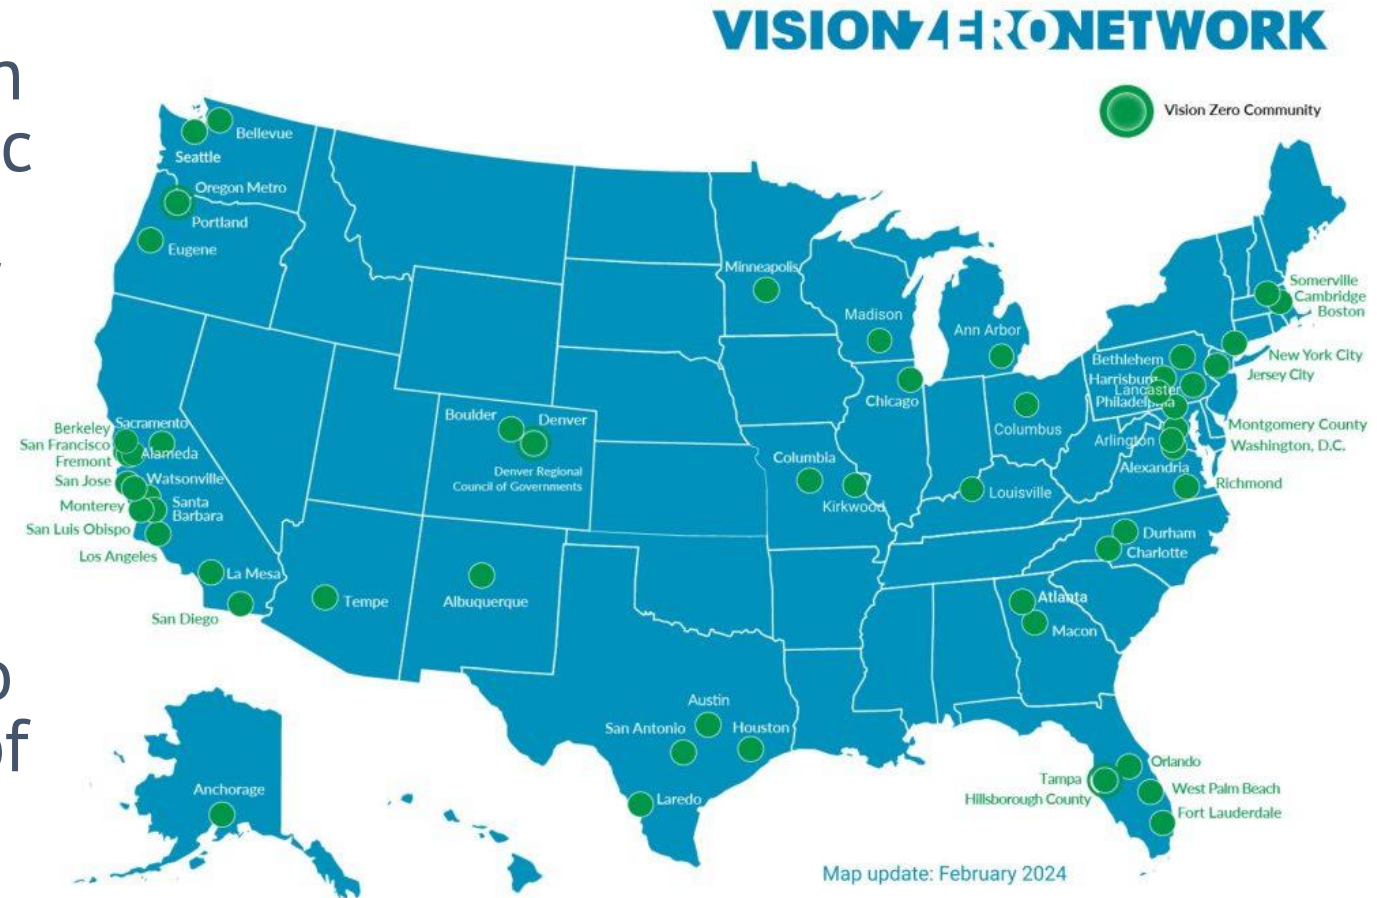 VISIONZERONETWORK
Vision Zero Community
n
c
o
of
Bellevue
Seattle
Oregon Metro
Portland
Eugene
Minneapolis
Madison
Ann Arbor
Chicago
Columbus
Somerville
Cambridge
Boston
New York City
Jersey City
Bethlehem
Harrisburg
Lancaster
Philadelphia
Montgomery County
Washington, D.C.
Arlington
Alexandria
Richmond
Boulder
Denver
Denver Regional
Council of Governments
Columbia
Kirkwood
Louisville
Durham
Charlotte
Atlanta
Macon
Berkeley
Sacramento
San Francisco
Alameda
Fremont
San Jose
Watsonville
Monterey
Santa
Barbara
San Luis Obispo
Los Angeles
La Mesa
San Diego
Tempe
Albuquerque
Austin
San Antonio
Houston
Laredo
Anchorage
Orlando
Tampa
Hillsborough County
West Palm Beach
Fort Lauderdale
Map update: February 2024